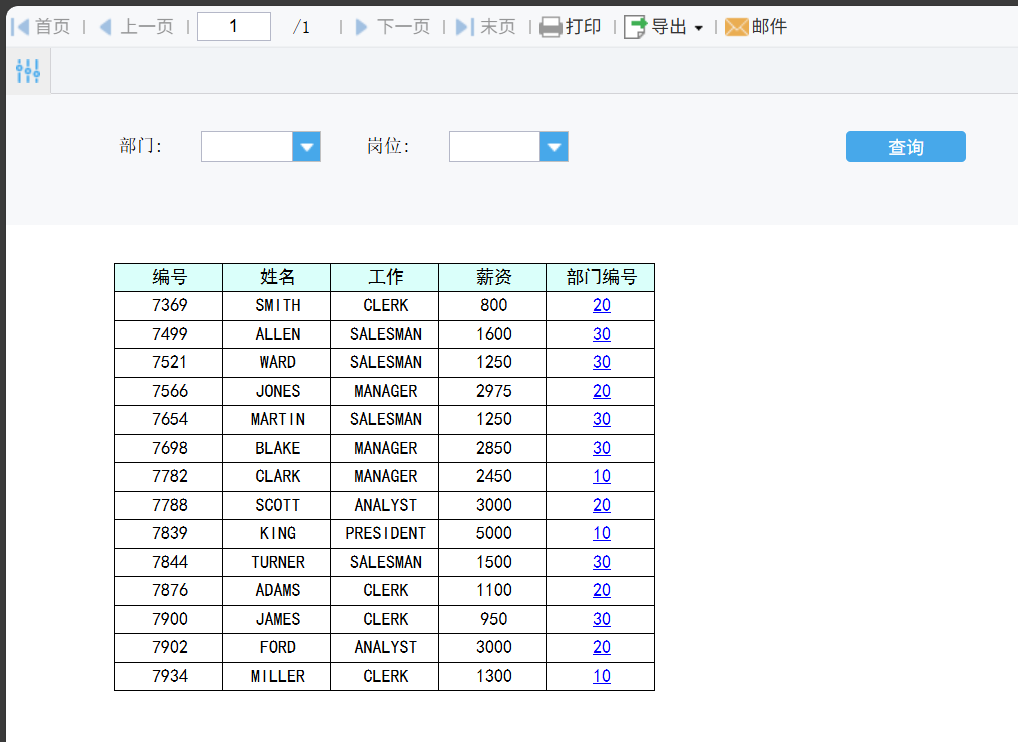 首页 上一页 1 /1 下一页 末页 打印 导出 邮件
部门： 岗位： 查询
编号 姓名 工作 薪资 部门编号
7369 SMITH CLERK 800 20
7499 ALLEN SALESMAN 1600 30
7521 WARD SALESMAN 1250 30
7566 JONES MANAGER 2975 20
7654 MARTIN SALESMAN 1250 30
7698 BLAKE MANAGER 2850 30
7782 CLARK MANAGER 2450 10
7788 SCOTT ANALYST 3000 20
7839 KING PRESIDENT 5000 10
7844 TURNER SALESMAN 1500 30
7876 ADAMS CLERK 1100 20
7900 JAMES CLERK 950 30
7902 FORD ANALYST 3000 20
7934 MILLER CLERK 1300 10